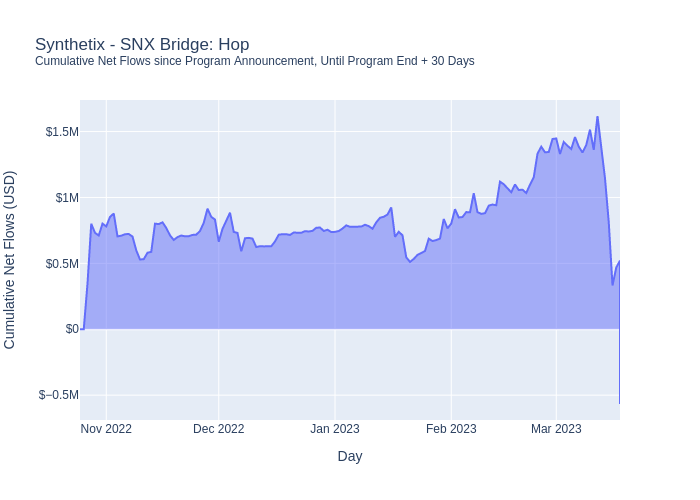 Synthetix - SNX Bridge: Hop
Cumulative Net Flows since Program Announcement, Until Program End + 30 Days
Cumulative Net Flows (USD)
$1.5M
$1M
$0.5M
$0
$−0.5M
Nov 2022
Dec 2022
Jan 2023
Feb 2023
Mar 2023
Day